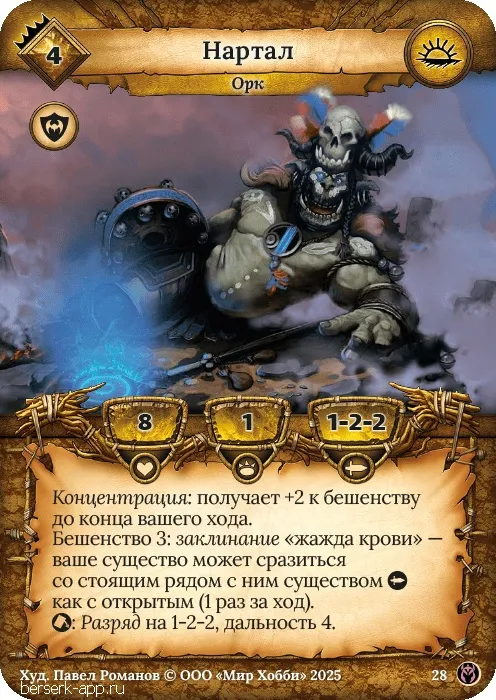 4
Нартал
Орк
8
1
1-2-2
Концентрация: получает +2 к бешенству
до конца вашего хода.
Бешенство 3: заклинание «жажда крови» —
ваше существо может сразиться
со стоящим рядом с ним существом
как с открытым (1 раз за ход).
: Разряд на 1-2-2, дальность 4.
Худ. Павел Романов © ООО «Мир Хобби» 2025
28
berserk-app.ru